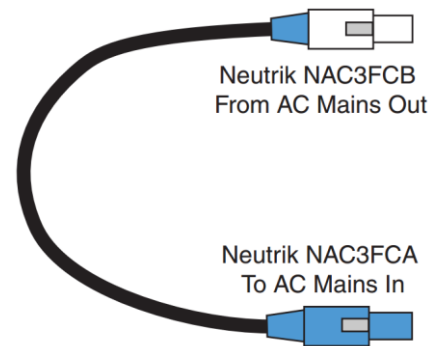 Neutrik NAC3FCB
From AC Mains Out
Neutrik NAC3FCA
To AC Mains In